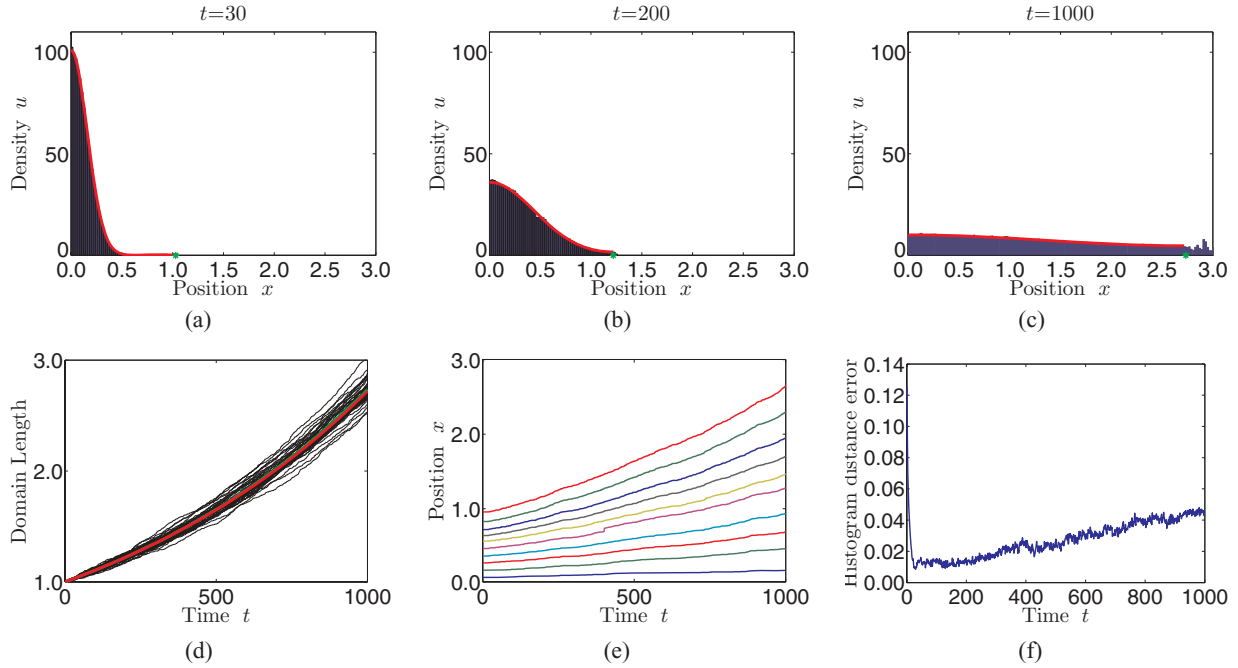 t=30
t=200
t=1000
Density u
100
50
0
0.0 0.5 1.0 1.5 2.0 2.5 3.0
Position x
(a)
Density u
100
50
0
0.0 0.5 1.0 1.5 2.0 2.5 3.0
Position x
(b)
Density u
100
50
0
0.0 0.5 1.0 1.5 2.0 2.5 3.0
Position x
(c)
Domain Length
3.0
2.0
1.0
0 500 1000
Time t
(d)
Position x
3.0
2.0
1.0
0.0
0 500 1000
Time t
(e)
Histogram distance error
0.14
0.12
0.10
0.08
0.06
0.04
0.02
0.00
0 200 400 600 800 1000
Time t
(f)